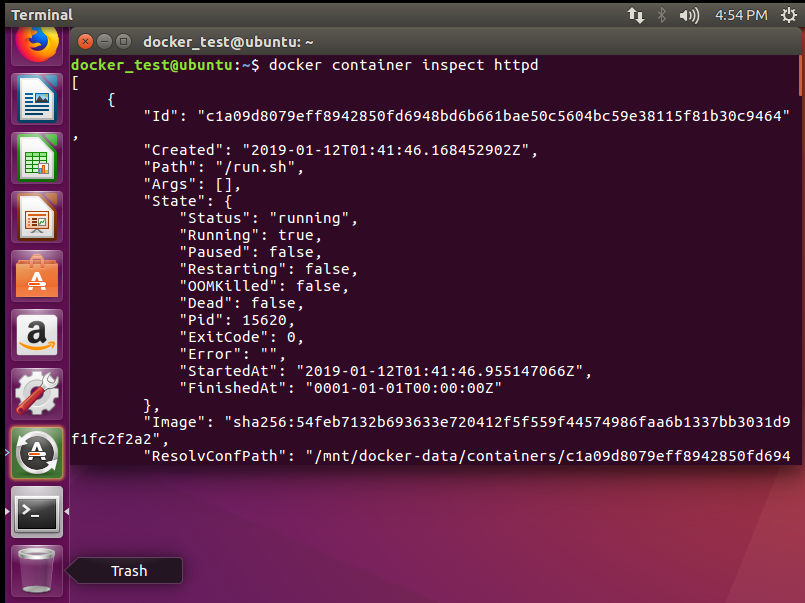 Terminal
4:54 PM
docker_test@ubuntu: ~
docker_test@ubuntu:~$ docker container inspect httpd
[
    {
        "Id": "c1a09d8079eff8942850fd6948bd6b661bae50c5604bc59e38115f81b30c9464"
,
        "Created": "2019-01-12T01:41:46.168452902Z",
        "Path": "/run.sh",
        "Args": [],
        "State": {
            "Status": "running",
            "Running": true,
            "Paused": false,
            "Restarting": false,
            "OOMKilled": false,
            "Dead": false,
            "Pid": 15620,
            "ExitCode": 0,
            "Error": "",
            "StartedAt": "2019-01-12T01:41:46.955147066Z",
            "FinishedAt": "0001-01-01T00:00:00Z"
        },
        "Image": "sha256:54feb7132b693633e720412f5f559f44574986faa6b1337bb3031d9
f1fc2f2a2",
        "ResolvConfPath": "/mnt/docker-data/containers/c1a09d8079eff8942850fd694
Trash